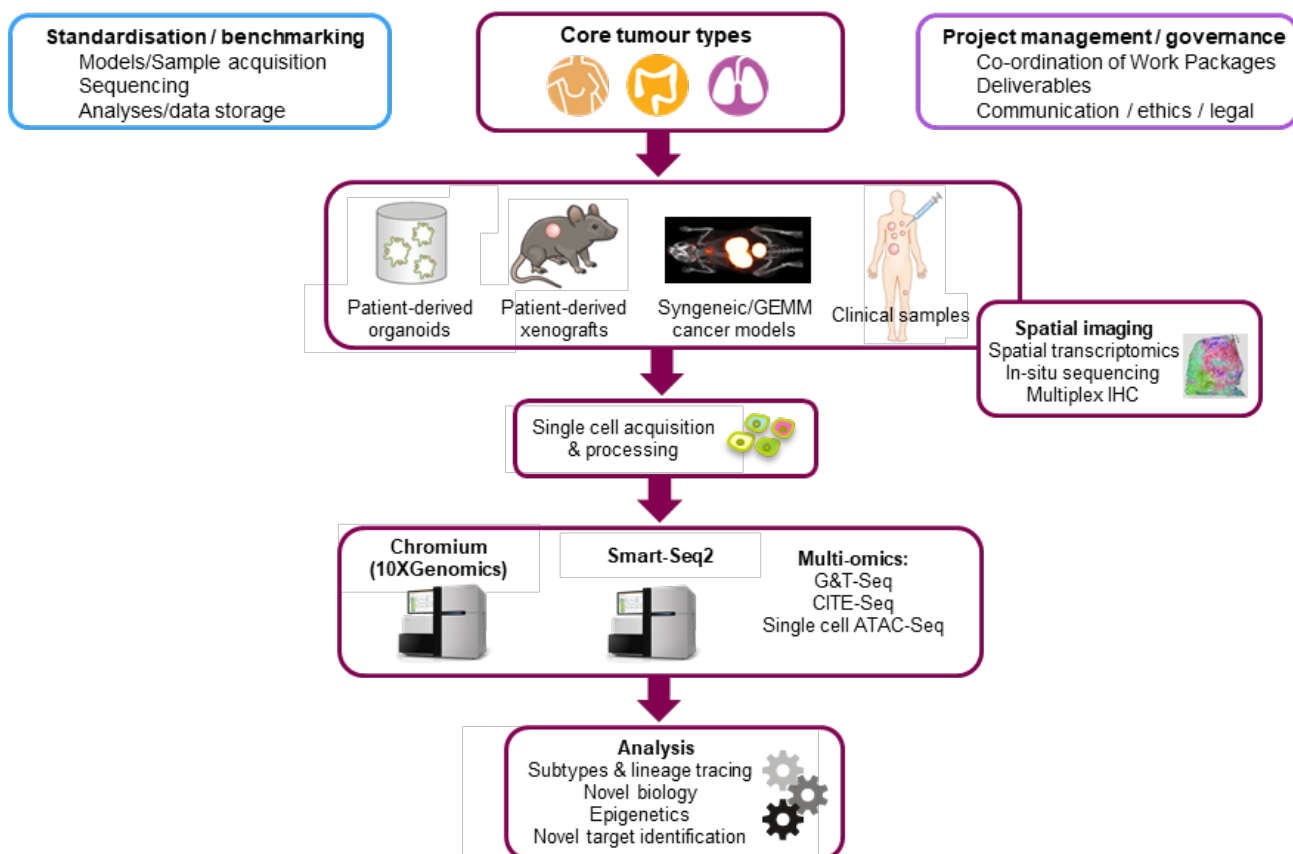 Standardisation / benchmarking
Models/Sample acquisition
Sequencing
Analyses/data storage
Core tumour types
Project management / governance
Co-ordination of Work Packages
Deliverables
Communication / ethics / legal
Patient-derived
organoids
Patient-derived
xenografts
Syngeneic/GEMM
cancer models
Clinical samples
Spatial imaging
Spatial transcriptomics
In-situ sequencing
Multiplex IHC
Single cell acquisition
& processing
Chromium
(10XGenomics)
Smart-Seq2
Multi-omics:
G&T-Seq
CITE-Seq
Single cell ATAC-Seq
Analysis
Subtypes & lineage tracing
Novel biology
Epigenetics
Novel target identification